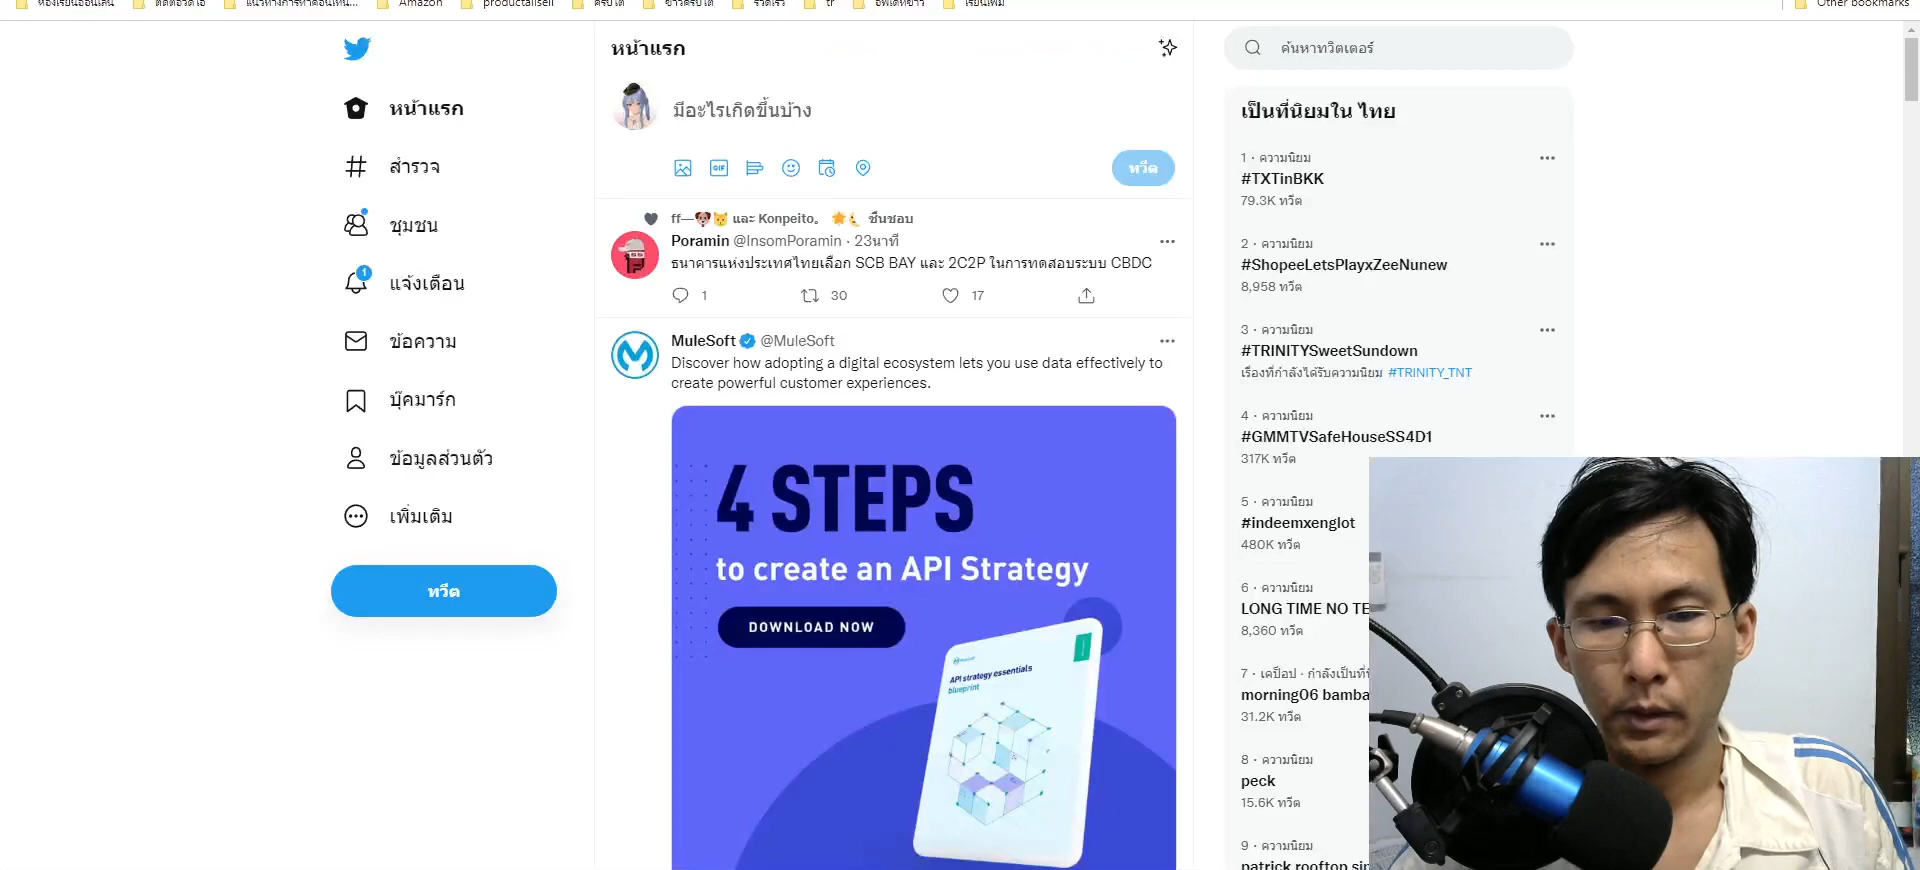 Amazon
productallsell
tr
Other bookmarks
หน้าแรก
สำรวจ
ชุมชน
1
แจ้งเตือน
ข้อความ
บุ๊คมาร์ก
ข้อมูลส่วนตัว
เพิ่มเติม
ทวีต
หน้าแรก
มีอะไรเกิดขึ้นบ้าง
GIF
ทวีต
ff—🐶🐱 และ Konpeito。 🌟🌜 ชื่นชอบ
Poramin @InsomPoramin · 23นาที
ธนาคารแห่งประเทศไทยเลือก SCB BAY และ 2C2P ในการทดสอบระบบ CBDC
1 30 17
MuleSoft @MuleSoft
Discover how adopting a digital ecosystem lets you use data effectively to
create powerful customer experiences.
4 STEPS
to create an API Strategy
DOWNLOAD NOW
MuleSoft
API strategy essentials
blueprint
ค้นหาทวิตเตอร์
เป็นที่นิยมใน ไทย
1 · ความนิยม
#TXTinBKK
79.3K ทวีต
2 · ความนิยม
#ShopeeLetsPlayxZeeNunew
8,958 ทวีต
3 · ความนิยม
#TRINITYSweetSundown
เรื่องที่กำลังได้รับความนิยม #TRINITY_TNT
4 · ความนิยม
#GMMTVSafeHouseSS4D1
317K ทวีต
5 · ความนิยม
#indeemxenglot
480K ทวีต
6 · ความนิยม
LONG TIME NO TE
8,360 ทวีต
7 · เคป็อป · กำลังเป็นที่
morning06 bamba
31.2K ทวีต
8 · ความนิยม
peck
15.6K ทวีต
9 · ความนิยม
patrick rooftop